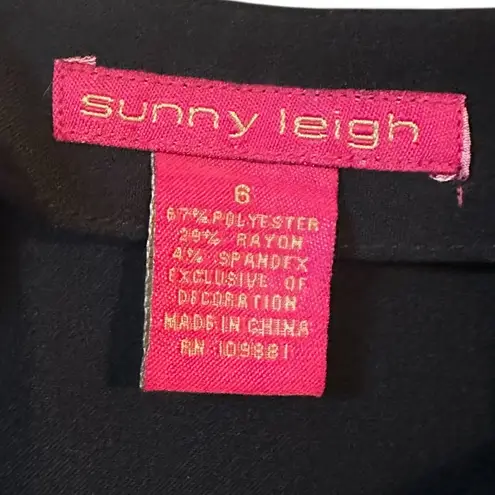 sunny leigh
6
67% POLYESTER
29% RAYON
4% SPANDEX
EXCLUSIVE OF
DECORATION
MADE IN CHINA
RN 109881